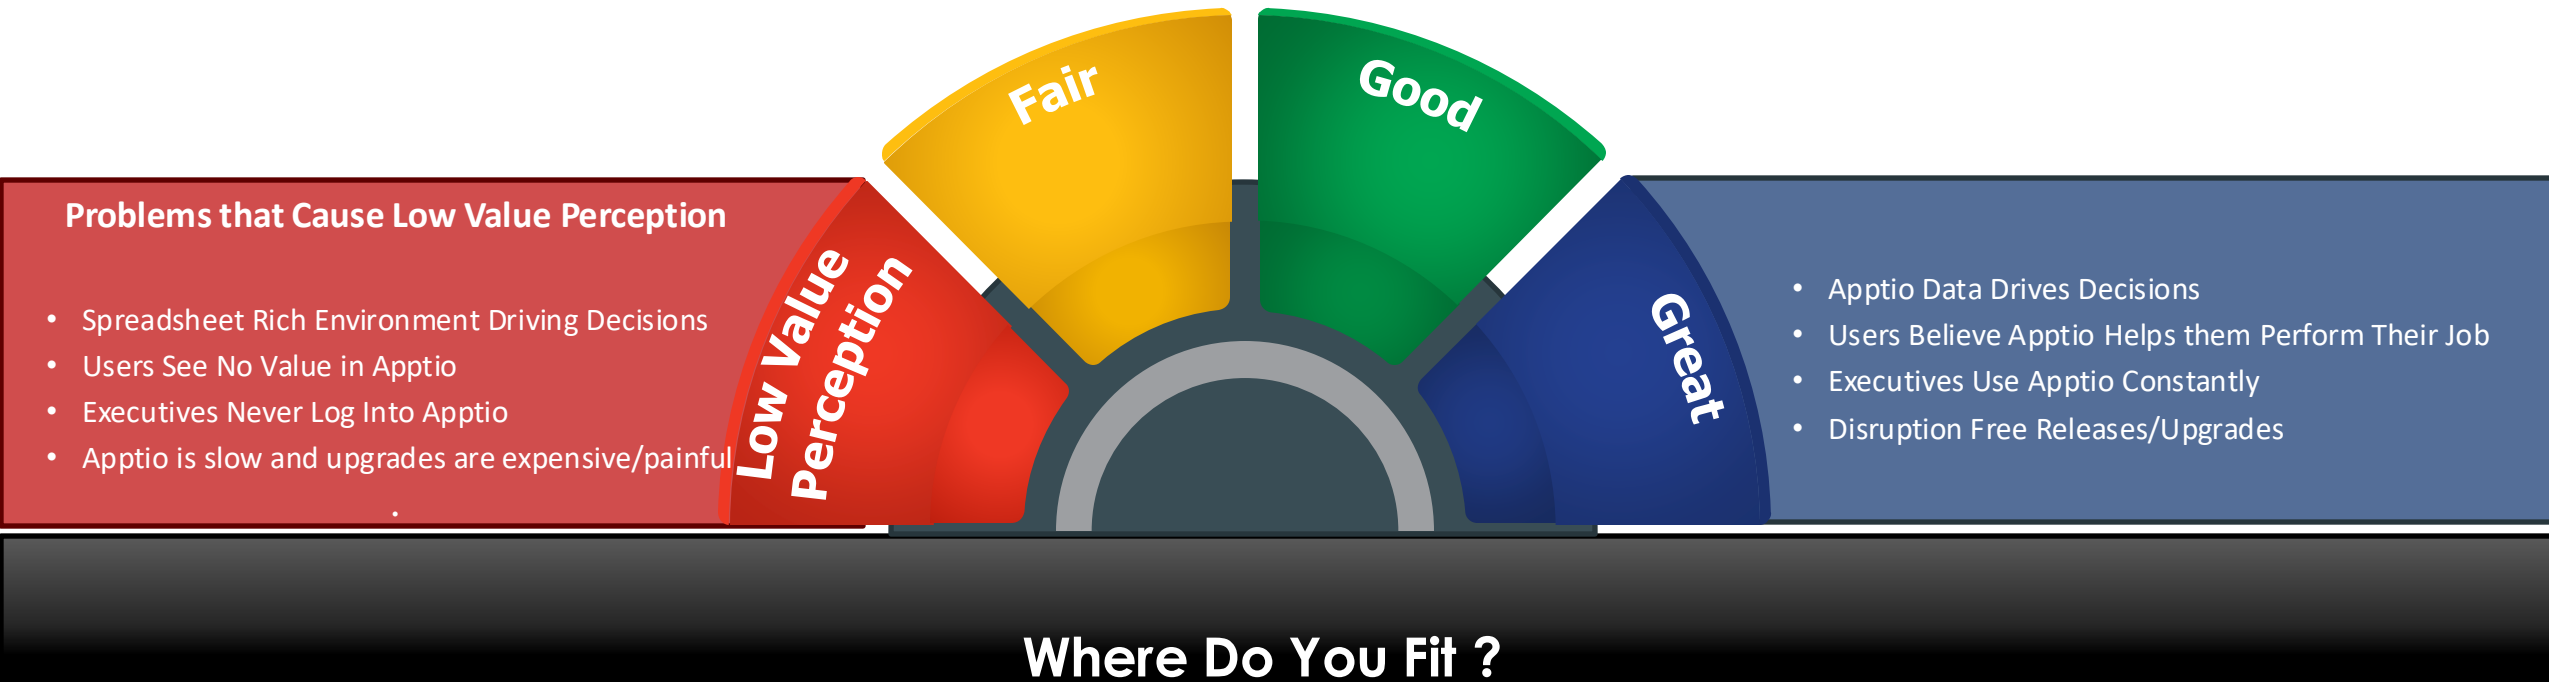 Fair
Good
Problems that Cause Low Value Perception
• Spreadsheet Rich Environment Driving Decisions
• Users See No Value in Apptio
• Executives Never Log Into Apptio
• Apptio is slow and upgrades are expensive/painful
.
Low Value
Perception
Great
• Apptio Data Drives Decisions
• Users Believe Apptio Helps them Perform Their Job
• Executives Use Apptio Constantly
• Disruption Free Releases/Upgrades
Where Do You Fit ?